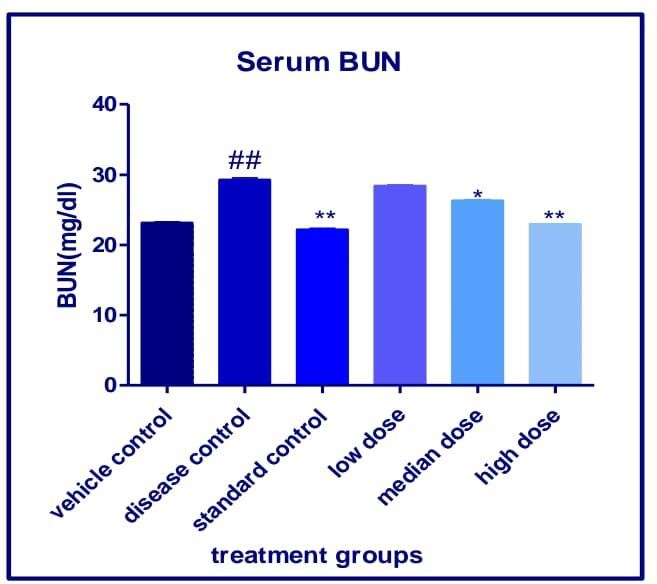 Serum BUN
BUN(mg/dl)
40
30
20
10
0
##
**
*
**
vehicle control
disease control
standard control
low dose
median dose
high dose
treatment groups